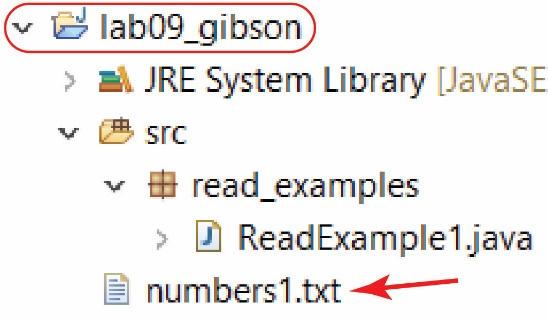 lab09_gibson
JRE System Library [JavaSE
src
read_examples
ReadExample1.java
numbers1.txt